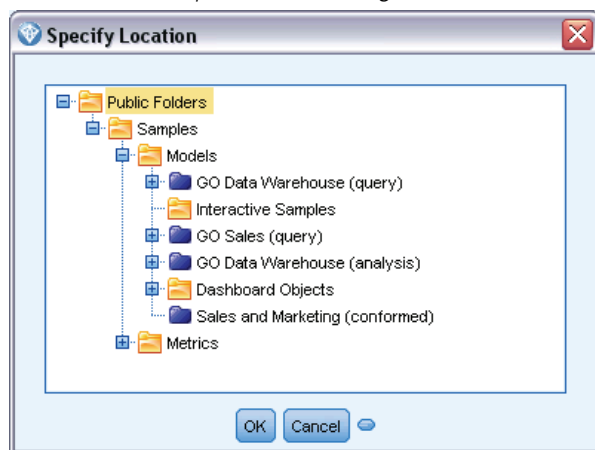 Specify Location
Public Folders
Samples
Models
GO Data Warehouse (query)
Interactive Samples
GO Sales (query)
GO Data Warehouse (analysis)
Dashboard Objects
Sales and Marketing (conformed)
Metrics
OK Cancel